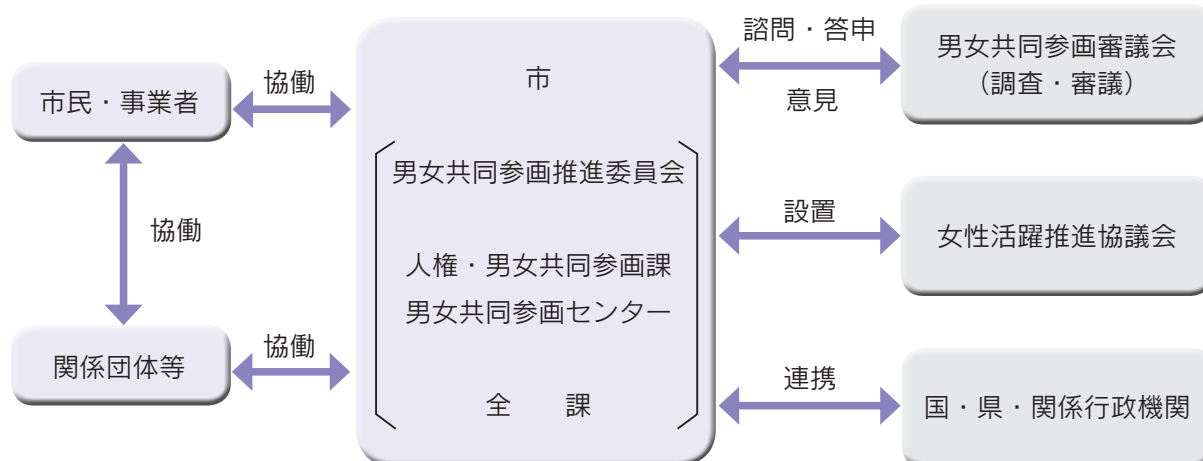 市民・事業者
協働
協働
関係団体等
協働
市
男女共同参画推進委員会
人権・男女共同参画課
男女共同参画センター
全　課
諮問・答申
意見
男女共同参画審議会
（調査・審議）
設置
女性活躍推進協議会
連携
国・県・関係行政機関